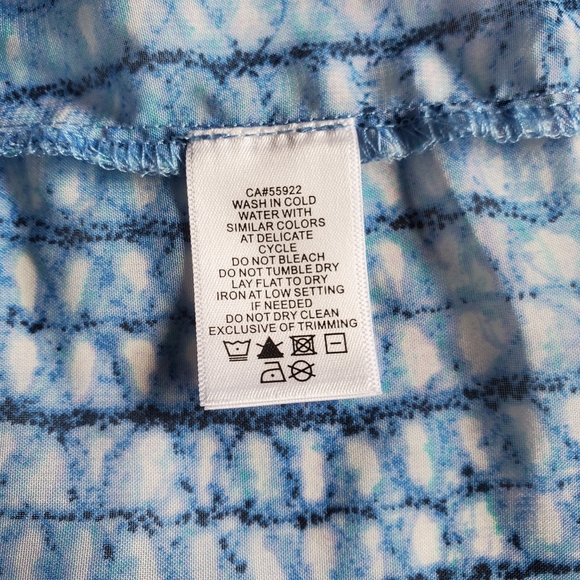 CA#55922
WASH IN COLD
WATER WITH
SIMILAR COLORS
AT DELICATE
CYCLE
DO NOT BLEACH
DO NOT TUMBLE DRY
LAY FLAT TO DRY
IRON AT LOW SETTING
IF NEEDED
DO NOT DRY CLEAN
EXCLUSIVE OF TRIMMING